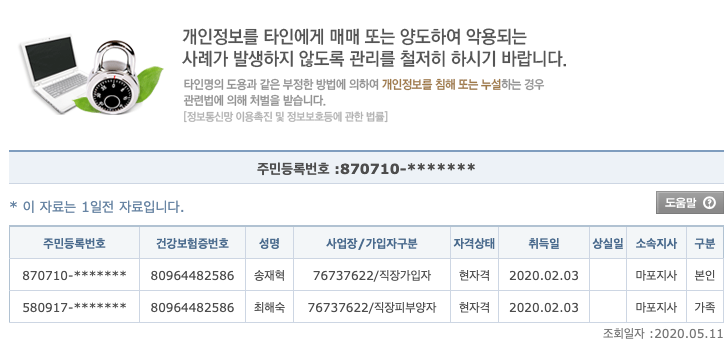 개인정보를 타인에게 매매 또는 양도하여 악용되는
사례가 발생하지 않도록 관리를 철저히 하시기 바랍니다.
타인명의 도용과 같은 부정한 방법에 의하여 개인정보를 침해 또는 누설하는 경우
관련법에 의해 처벌을 받습니다.
[정보통신망 이용촉진 및 정보보호등에 관한 법률]
주민등록번호 :870710-*******
* 이 자료는 1일전 자료입니다.
도움말 ?
주민등록번호 건강보험증번호 성명 사업장/가입자구분 자격상태 취득일 상실일 소속지사 구분
870710-******* 80964482586 송재혁 76737622/직장가입자 현자격 2020.02.03 마포지사 본인
580917-******* 80964482586 최해숙 76737622/직장피부양자 현자격 2020.02.03 마포지사 가족
조회일자 :2020.05.11